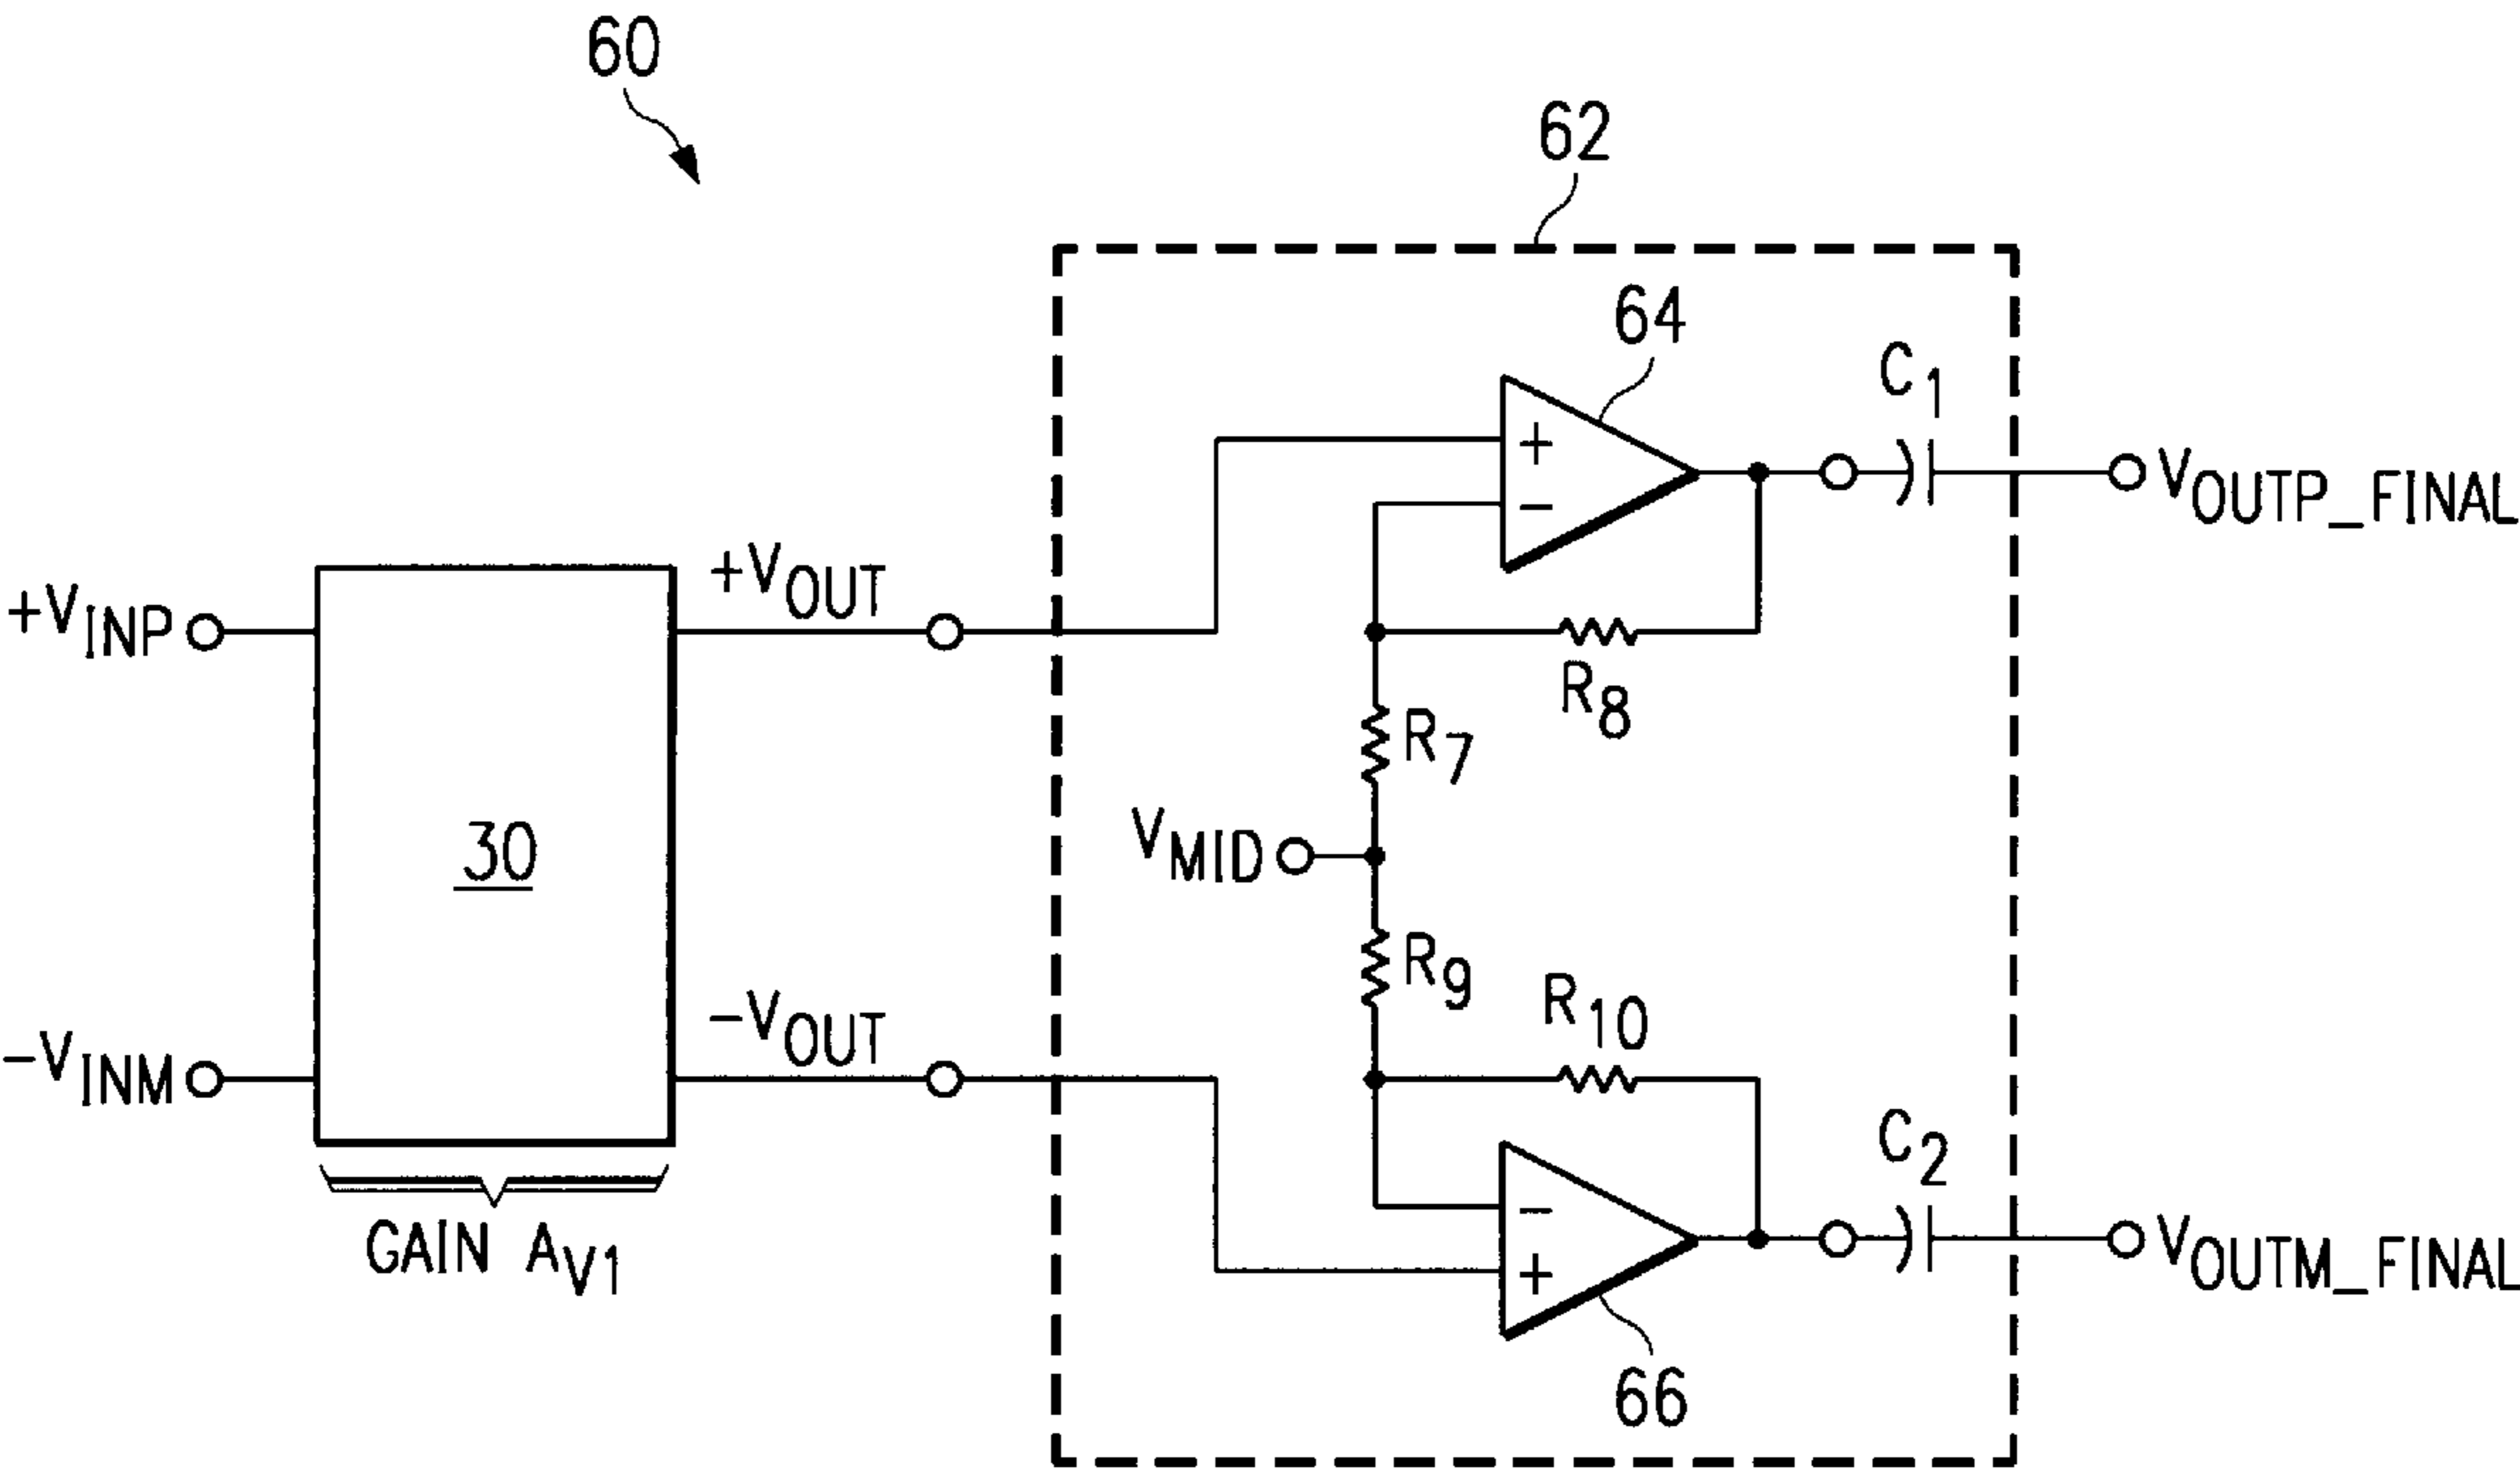 60
62
64
C1
VOUTP_FINAL
+VOUT
+VINP
R8
R7
30
VMID
R9
R10
-VOUT
-VINM
C2
GAIN AV1
VOUTM_FINAL
66